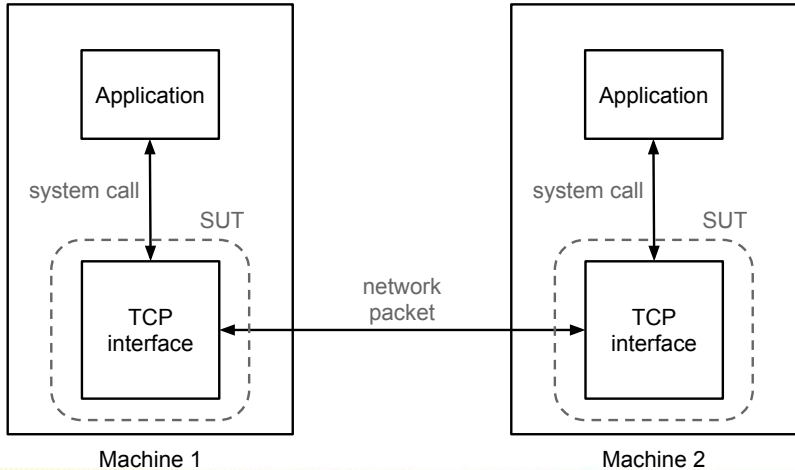 Application
system call
SUT
TCP
interface
Machine 1
network
packet
Application
system call
SUT
TCP
interface
Machine 2